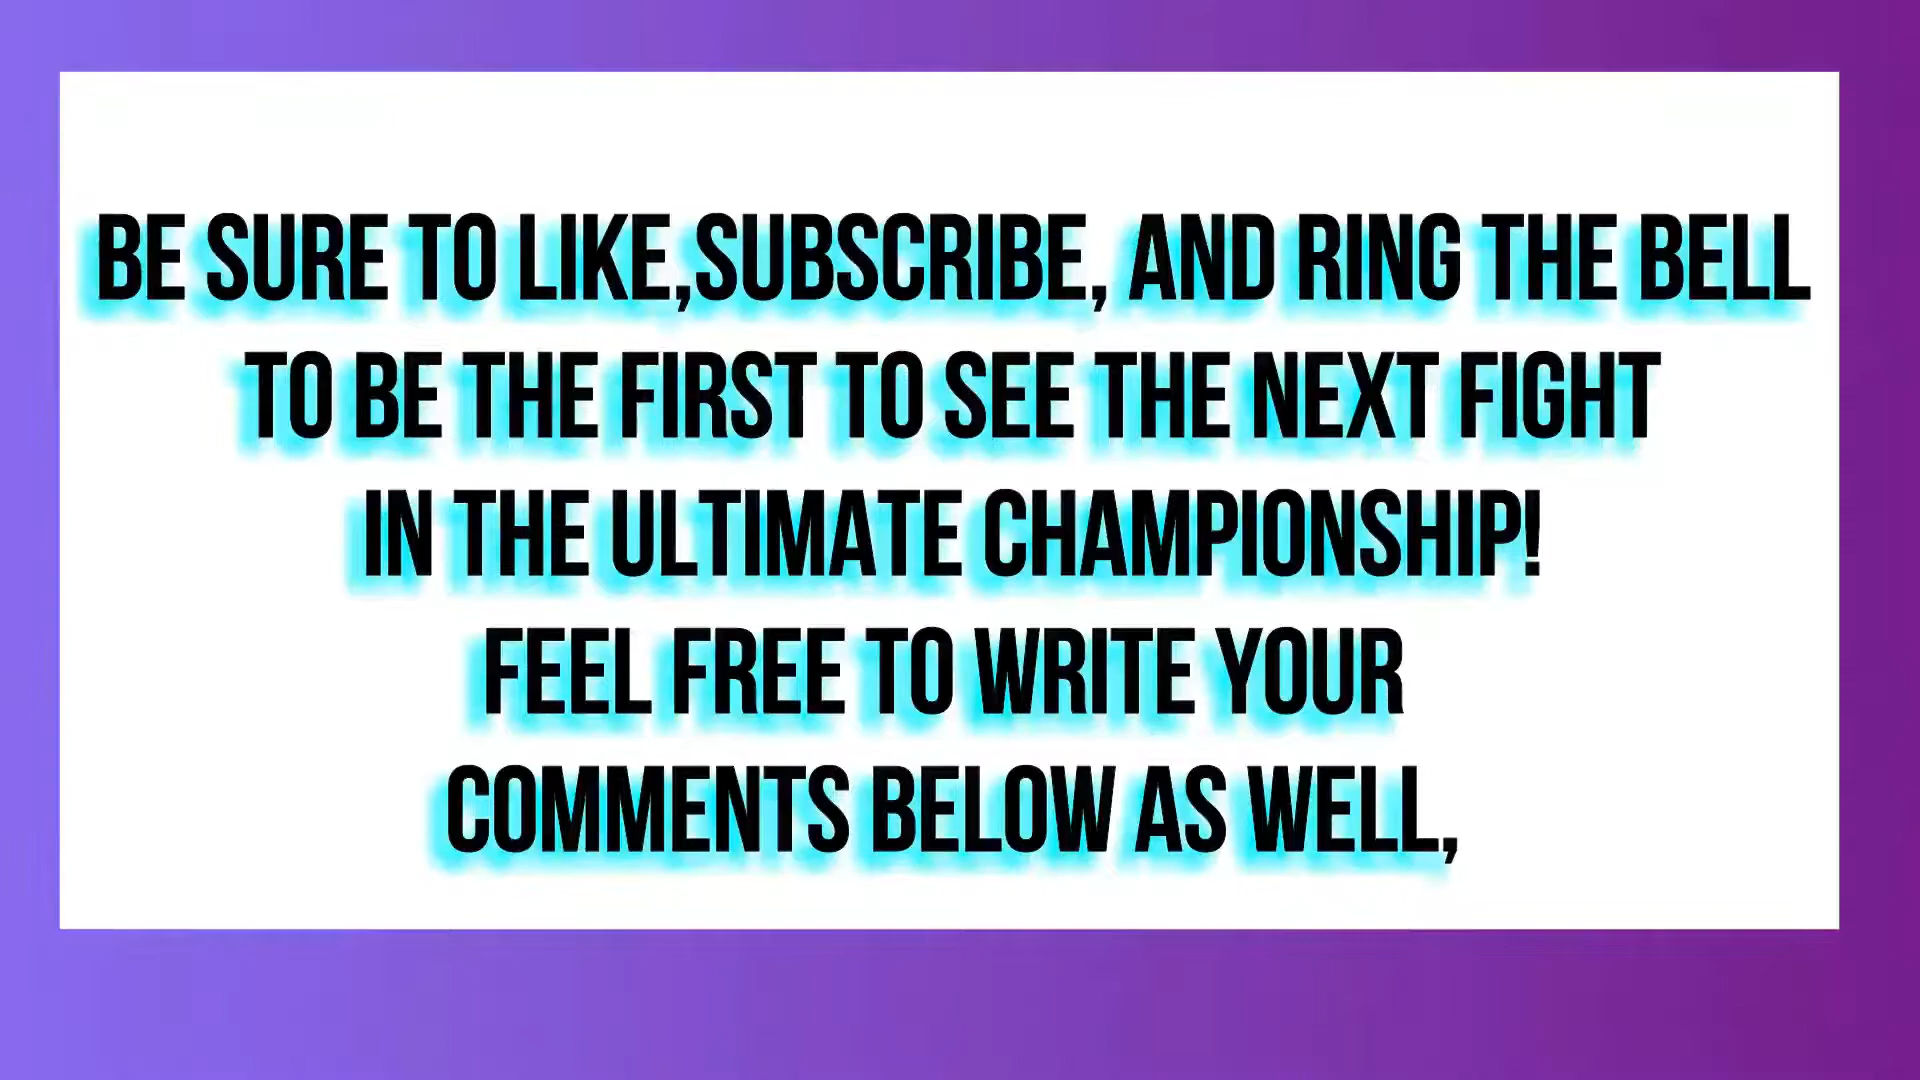 BE SURE TO LIKE,SUBSCRIBE, AND RING THE BELL
TO BE THE FIRST TO SEE THE NEXT FIGHT
IN THE ULTIMATE CHAMPIONSHIP!
FEEL FREE TO WRITE YOUR
COMMENTS BELOW AS WELL,